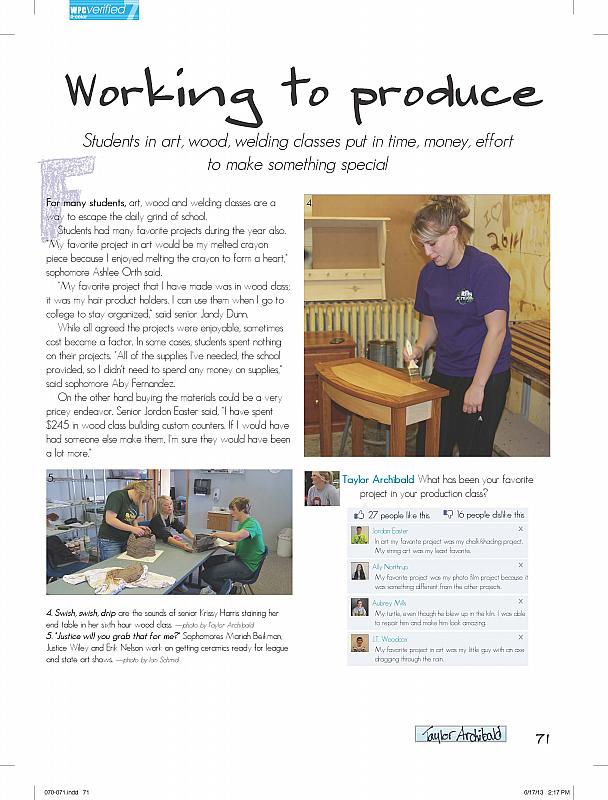 WPC verified 7
4-color
Working to produce
Students in art, wood, welding classes put in time, money, effort
to make something special
F
For many students, art, wood and welding classes are a
way to escape the daily grind of school.
Students had many favorite projects during the year also.
"My favorite project in art would be my melted crayon
piece because I enjoyed melting the crayon to form a heart,"
sophomore Ashlee Orth said.
"My favorite project that I have made was in wood class;
it was my hair product holders. I can use them when I go to
college to stay organized," said senior Jandy Dunn.
While all agreed the projects were enjoyable, sometimes
cost became a factor. In some cases, students spent nothing
on their projects. "All of the supplies I've needed, the school
provided, so I didn't need to spend any money on supplies,"
said sophomore Aby Fernandez.
On the other hand buying the materials could be a very
pricey endeavor. Senior Jordon Easter said, "I have spent
$245 in wood class building custom counters. If I would have
had someone else make them, I'm sure they would have been
a lot more."
4
5
4. Swish, swish, drip are the sounds of senior Krissy Harris staining her
end table in her sixth hour wood class. —photo by Taylor Archibald
5. "Justice will you grab that for me?" Sophomores Mariah Beikman,
Justice Wiley and Erik Nelson work on getting ceramics ready for league
and state art shows. —photo by Ian Schmid
Taylor Archibald What has been your favorite
project in your production class?
27 people like this 16 people dislike this
Jordan Easter x
In art my favorite project was my chalk/shading project.
My string art was my least favorite.
Ally Northrup x
My favorite project was my photo film project because it
was something different from the other projects.
Aubrey Mills x
My turtle, even though he blew up in the kiln. I was able
to repair him and make him look amazing.
J.T. Woodcox x
My favorite project in art was my little guy with an axe
dragging through the rain.
Taylor Archibald 71
070-071.indd 71 6/17/13 2:17 PM